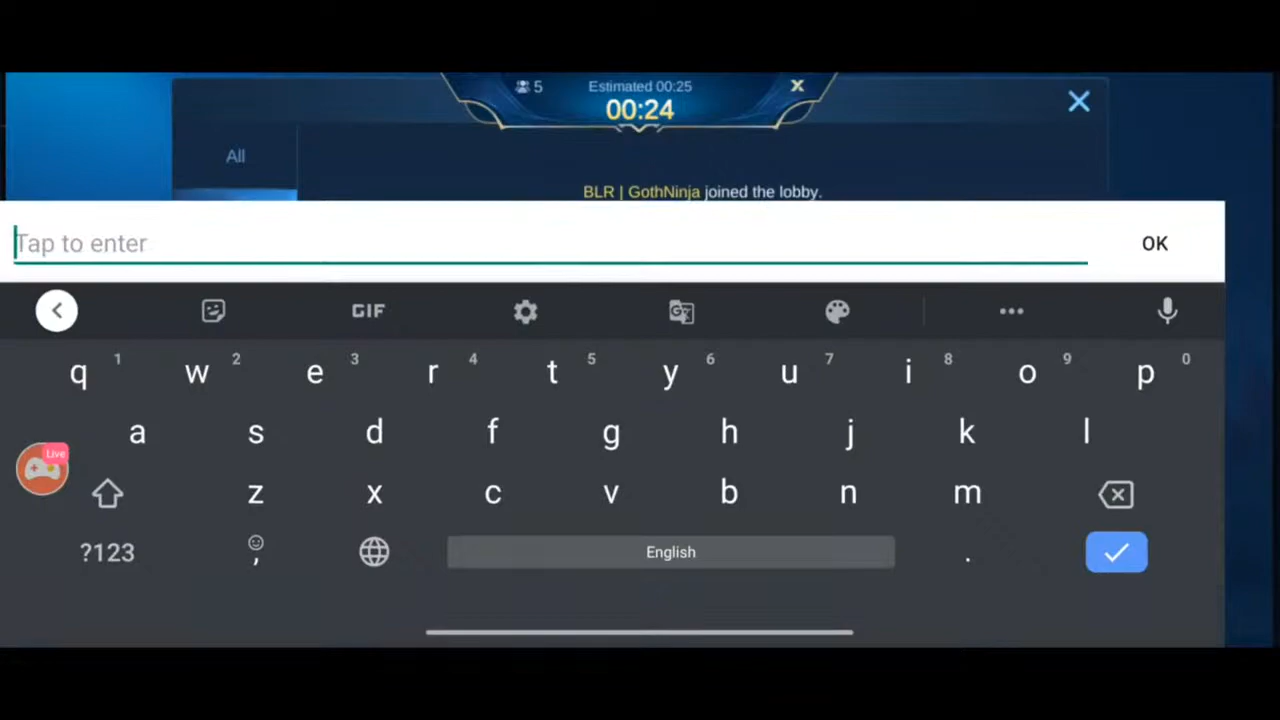 5 Estimated 00:25 X
00:24
All
BLR | GothNinja joined the lobby.
Tap to enter OK
GIF
q 1 w 2 e 3 r 4 t 5 y 6 u 7 i 8 o 9 p 0
a s d f g h j k l
Live
z x c v b n m
?123 , English .